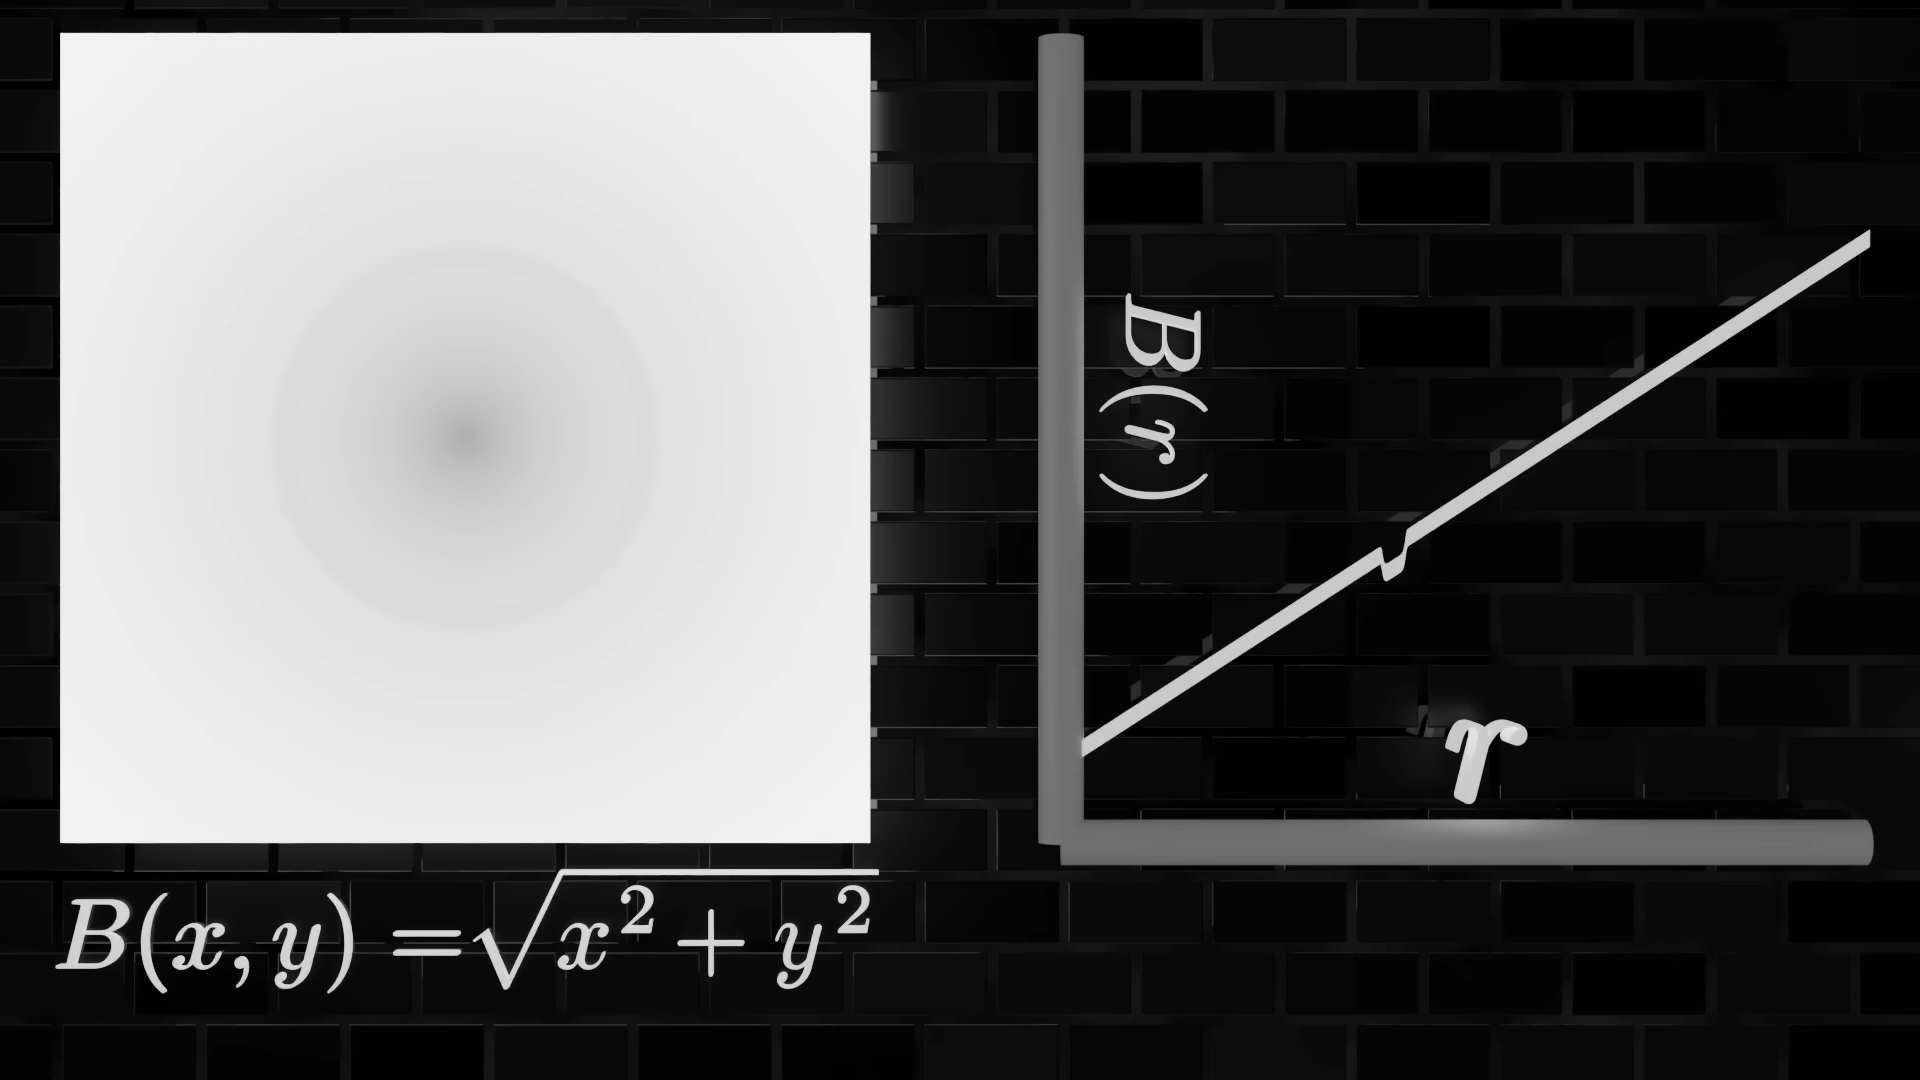 B(r)
r
B(x, y) = √(x² + y²)